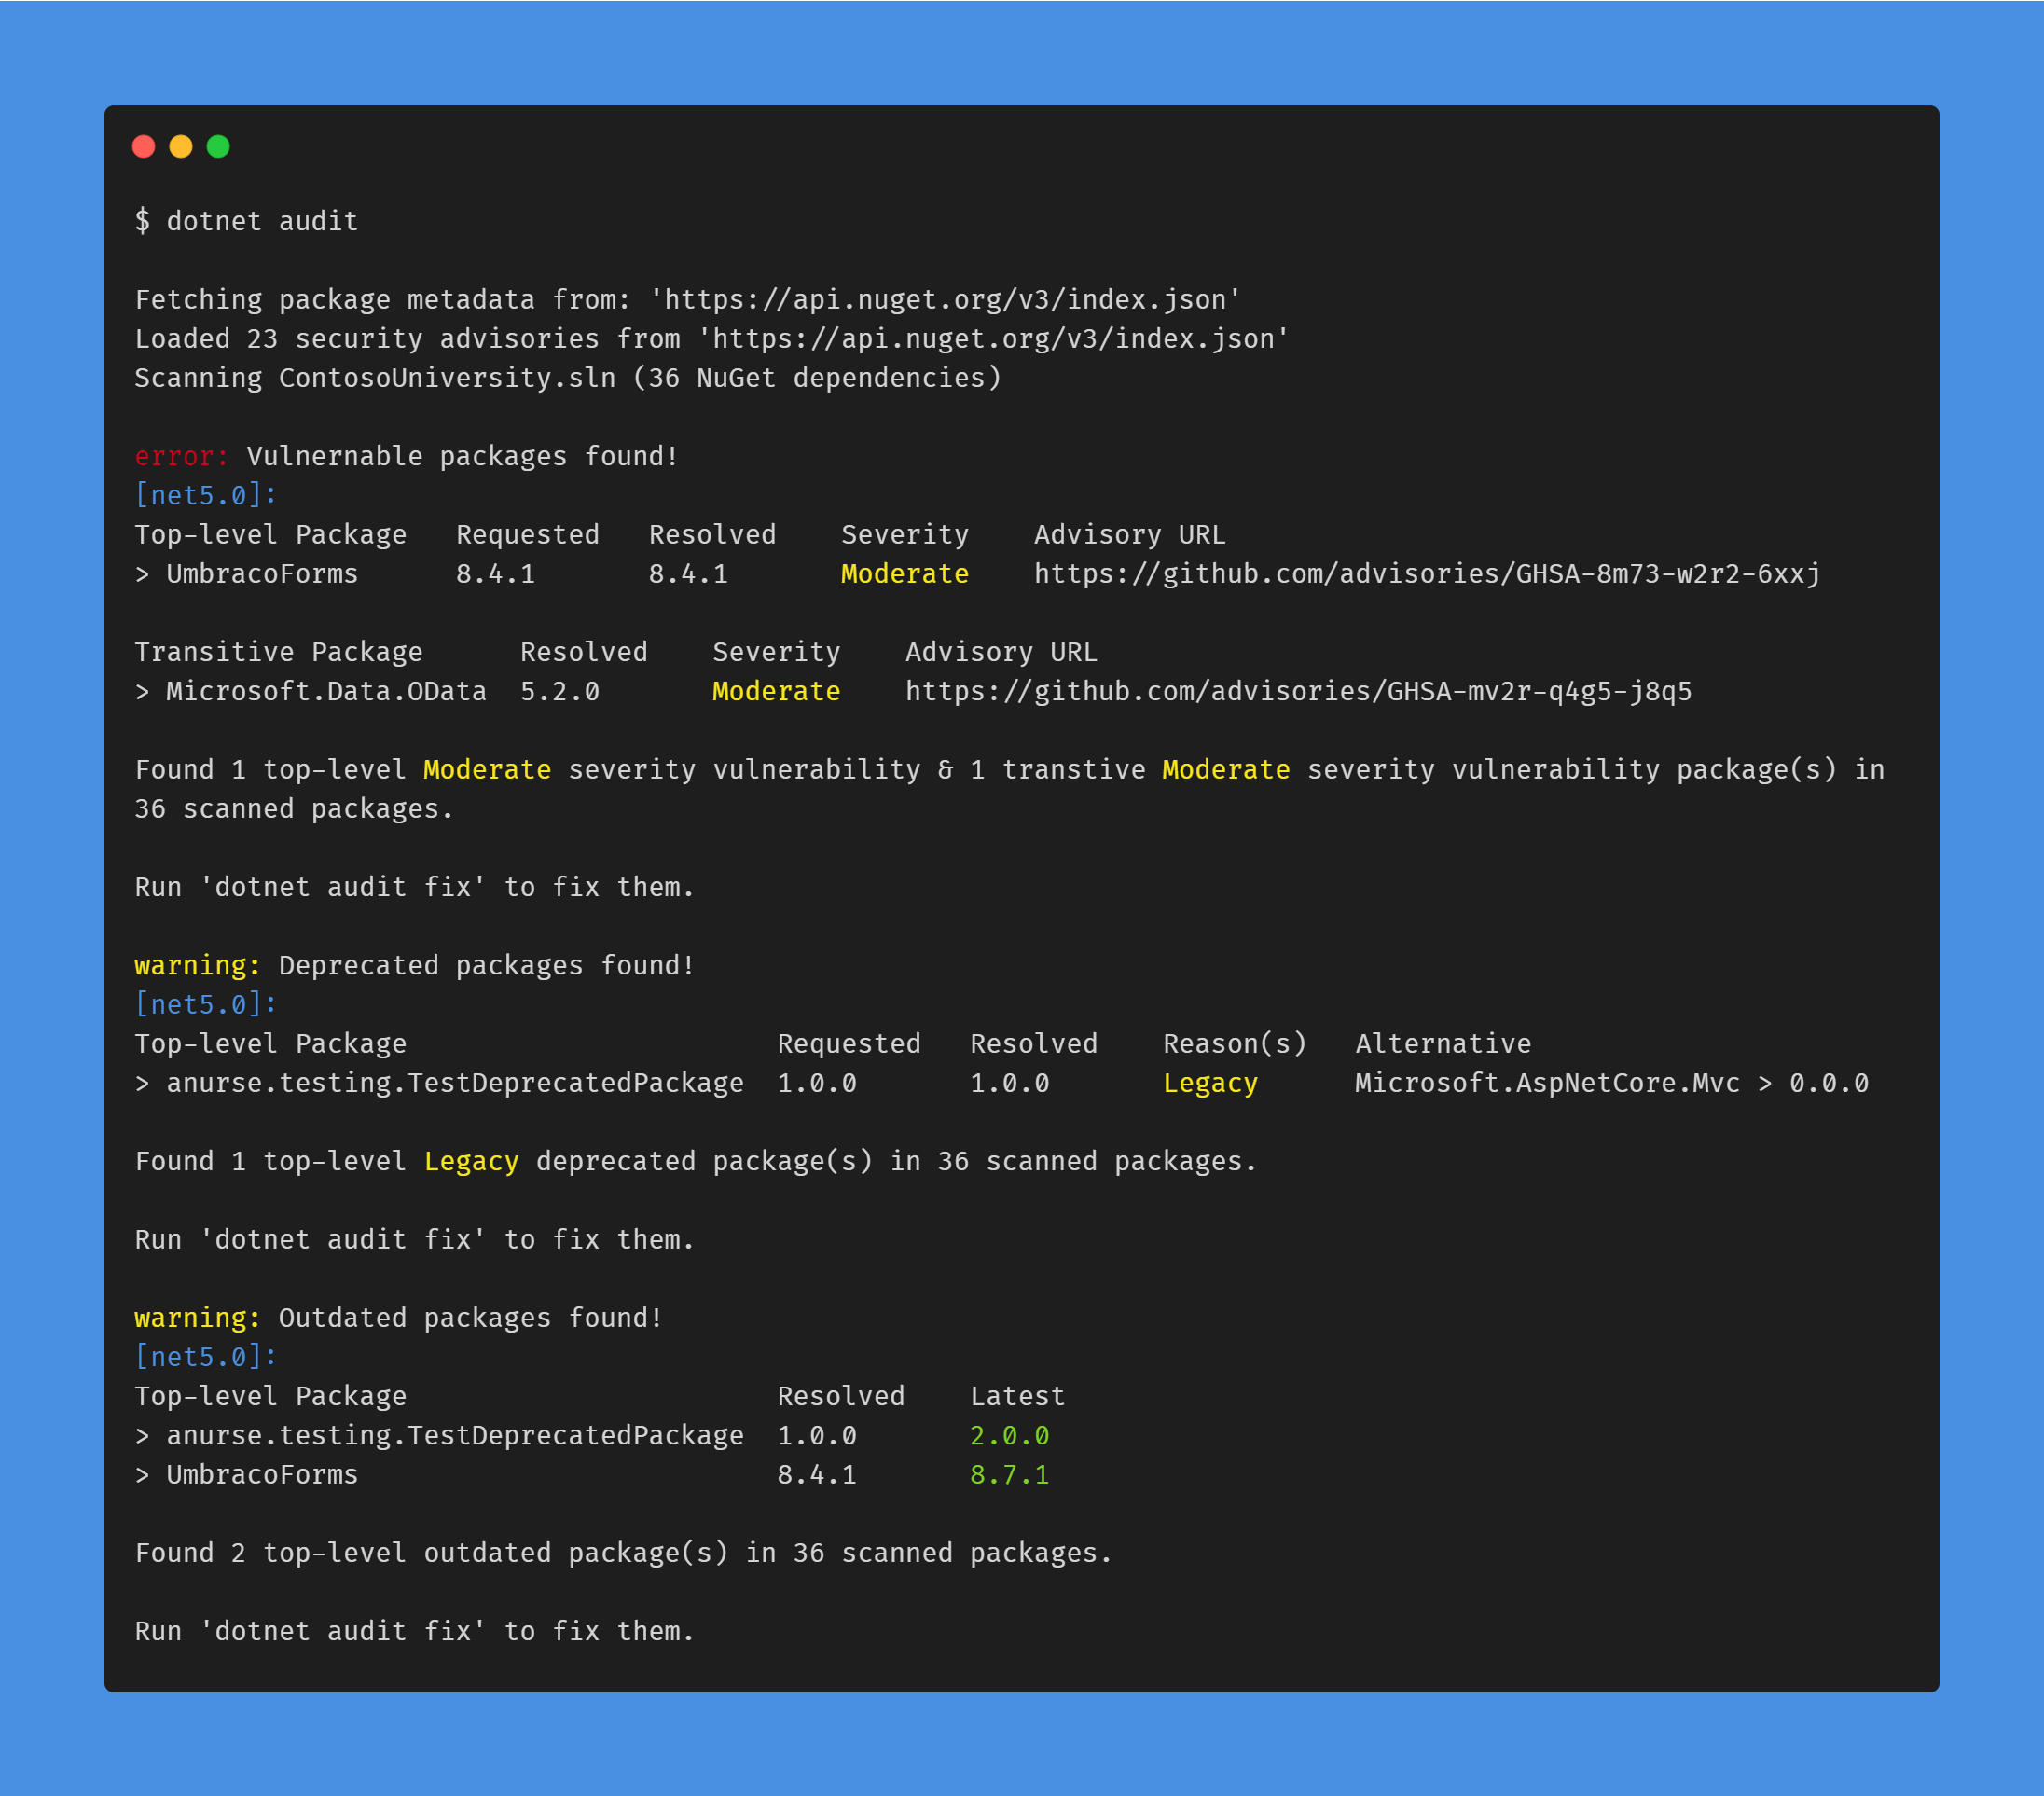 $ dotnet audit
Fetching package metadata from: 'https://api.nuget.org/v3/index.json'
Loaded 23 security advisories from 'https://api.nuget.org/v3/index.json'
Scanning ContosoUniversity.sln (36 NuGet dependencies)
error: Vulnernable packages found!
[net5.0]:
Top-level Package   Requested   Resolved    Severity    Advisory URL
> UmbracoForms      8.4.1       8.4.1       Moderate    https://github.com/advisories/GHSA-8m73-w2r2-6xxj
Transitive Package      Resolved    Severity    Advisory URL
> Microsoft.Data.OData  5.2.0       Moderate    https://github.com/advisories/GHSA-mv2r-q4g5-j8q5
Found 1 top-level Moderate severity vulnerability & 1 transtive Moderate severity vulnerability package(s) in
36 scanned packages.
Run 'dotnet audit fix' to fix them.
warning: Deprecated packages found!
[net5.0]:
Top-level Package                       Requested   Resolved    Reason(s)   Alternative
> anurse.testing.TestDeprecatedPackage  1.0.0       1.0.0       Legacy      Microsoft.AspNetCore.Mvc > 0.0.0
Found 1 top-level Legacy deprecated package(s) in 36 scanned packages.
Run 'dotnet audit fix' to fix them.
warning: Outdated packages found!
[net5.0]:
Top-level Package                       Resolved    Latest
> anurse.testing.TestDeprecatedPackage  1.0.0       2.0.0
> UmbracoForms                          8.4.1       8.7.1
Found 2 top-level outdated package(s) in 36 scanned packages.
Run 'dotnet audit fix' to fix them.